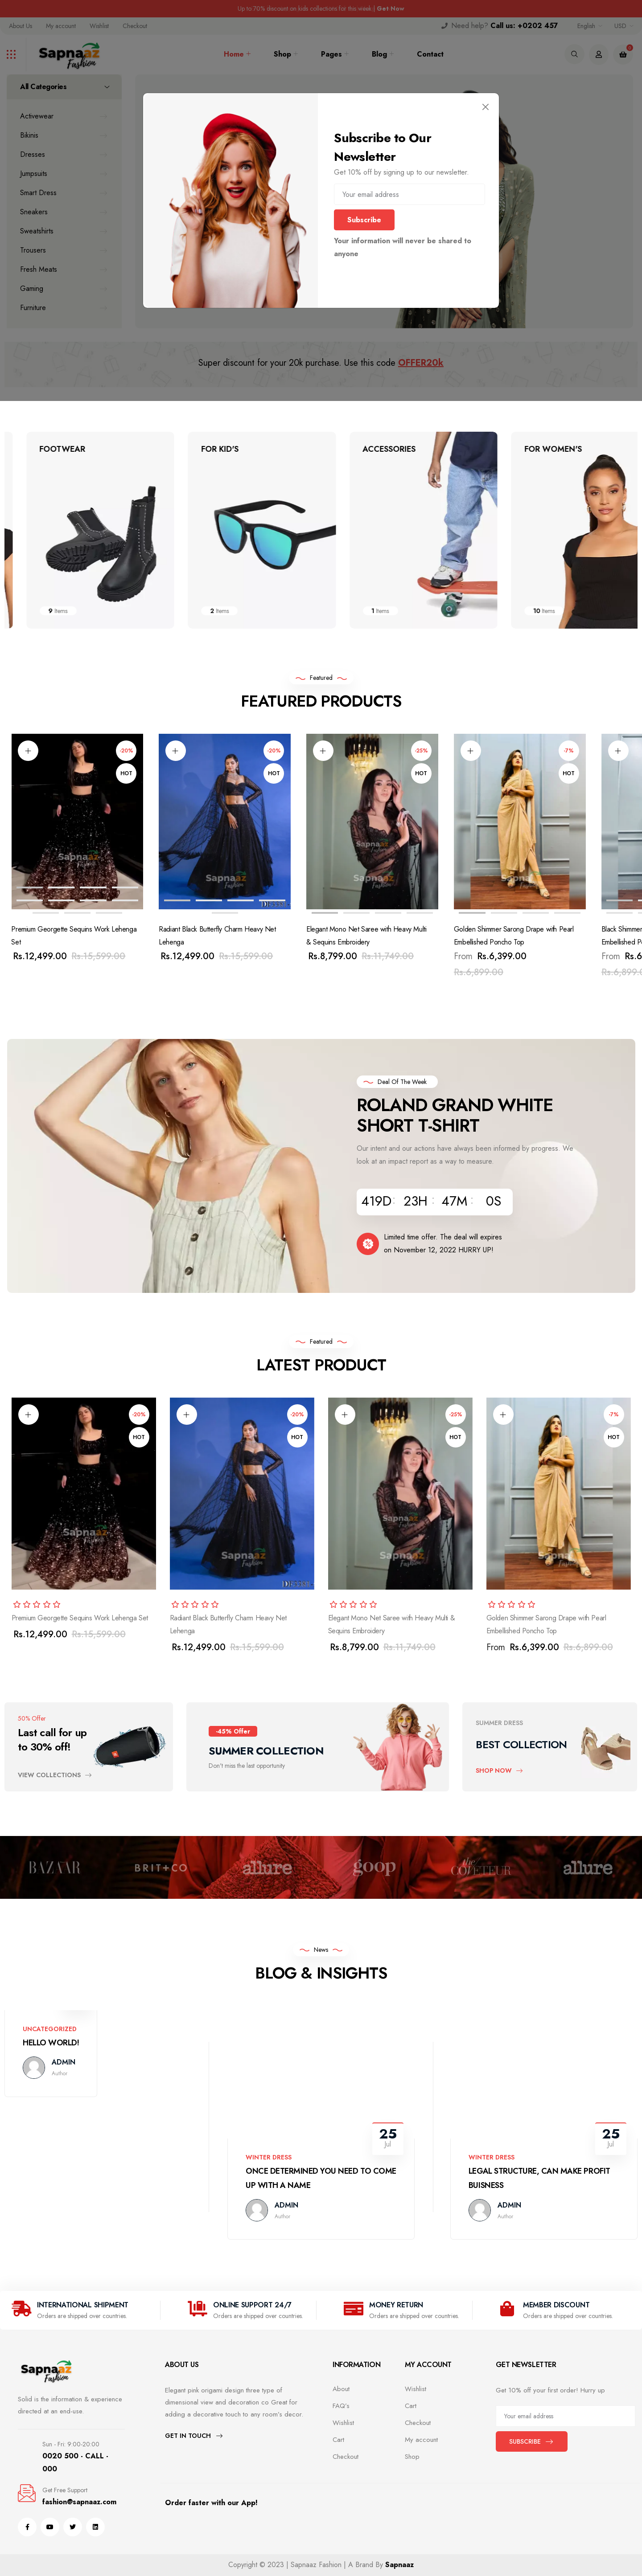 Up to 70% discount on kids collections for this week | Get Now
About Us My account Wishlist Checkout
Need help? Call us: +0202 457
English USD
Sapnaaz Fashion
Home + Shop + Pages + Blog + Contact
All Categories
Activewear
Bikinis
Dresses
Jumpsuits
Smart Dress
Sneakers
Sweatshirts
Trousers
Fresh Meats
Gaming
Furniture
Subscribe to Our
Newsletter
Get 10% off by signing up to our newsletter.
Your email address
Subscribe
Your information will never be shared to
anyone
Super discount for your 20k purchase. Use this code OFFER20k
FOOTWEAR
9 Items
FOR KID'S
2 Items
ACCESSORIES
1 Items
FOR WOMEN'S
10 Items
Featured
FEATURED PRODUCTS
-20%
HOT
Premium Georgette Sequins Work Lehenga
Set
Rs.12,499.00 Rs.15,599.00
-20%
HOT
Radiant Black Butterfly Charm Heavy Net
Lehenga
Rs.12,499.00 Rs.15,599.00
-25%
HOT
Elegant Mono Net Saree with Heavy Multi
& Sequins Embroidery
Rs.8,799.00 Rs.11,749.00
-7%
HOT
Golden Shimmer Sarong Drape with Pearl
Embellished Poncho Top
From Rs.6,399.00
Rs.6,899.00
Black Shimmer
Embellished P
From Rs.6
Rs.6,899.0
Deal Of The Week
ROLAND GRAND WHITE
SHORT T-SHIRT
Our intent and our actions have always been informed by progress. We
look at an impact report as a way to measure.
419D : 23H : 47M : 0S
Limited time offer. The deal will expires
on November 12, 2022 HURRY UP!
Featured
LATEST PRODUCT
-20%
HOT
Premium Georgette Sequins Work Lehenga Set
Rs.12,499.00 Rs.15,599.00
-20%
HOT
Radiant Black Butterfly Charm Heavy Net
Lehenga
Rs.12,499.00 Rs.15,599.00
-25%
HOT
Elegant Mono Net Saree with Heavy Multi &
Sequins Embroidery
Rs.8,799.00 Rs.11,749.00
-7%
HOT
Golden Shimmer Sarong Drape with Pearl
Embellished Poncho Top
From Rs.6,399.00 Rs.6,899.00
50% Offer
Last call for up
to 30% off!
VIEW COLLECTIONS
-45% Offer
SUMMER COLLECTION
Don't miss the last opportunity
SUMMER DRESS
BEST COLLECTION
SHOP NOW
BAZAAR BRIT+CO allure goop COVETEUR allure
News
BLOG & INSIGHTS
UNCATEGORIZED
HELLO WORLD!
ADMIN
Author
25
Jul
WINTER DRESS
ONCE DETERMINED YOU NEED TO COME
UP WITH A NAME
ADMIN
Author
25
Jul
WINTER DRESS
LEGAL STRUCTURE, CAN MAKE PROFIT
BUISNESS
ADMIN
Author
INTERNATIONAL SHIPMENT
Orders are shipped over countries
ONLINE SUPPORT 24/7
Orders are shipped over countries
MONEY RETURN
Orders are shipped over countries
MEMBER DISCOUNT
Orders are shipped over countries
Sapnaaz Fashion
Solid is the information & experience
directed at an end-use.
Sun - Fri: 9:00-20:00
0020 500 - CALL -
000
Get Free Support
fashion@sapnaaz.com
ABOUT US
Elegant pink origami design three type of
dimensional view and decoration co Great for
adding a decorative touch to any room's decor.
GET IN TOUCH
Order faster with our App!
INFORMATION
About
FAQ's
Wishlist
Cart
Checkout
MY ACCOUNT
Wishlist
Cart
Checkout
My account
Shop
GET NEWSLETTER
Get 10% off your first order! Hurry up
Your email address
SUBSCRIBE
Copyright © 2023 | Sapnaaz Fashion | A Brand By Sapnaaz